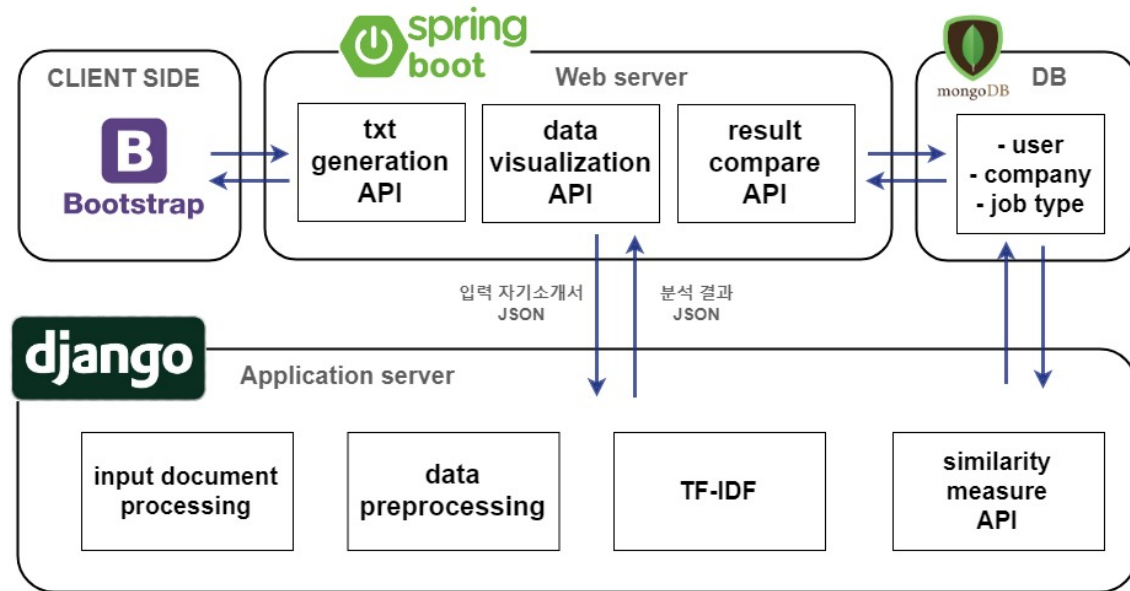 CLIENT SIDE
B
Bootstrap
spring
boot
Web server
txt
generation
API
data
visualization
API
result
compare
API
mongoDB
DB
- user
- company
- job type
입력 자기소개서
JSON
분석 결과
JSON
django
Application server
input document
processing
data
preprocessing
TF-IDF
similarity
measure
API